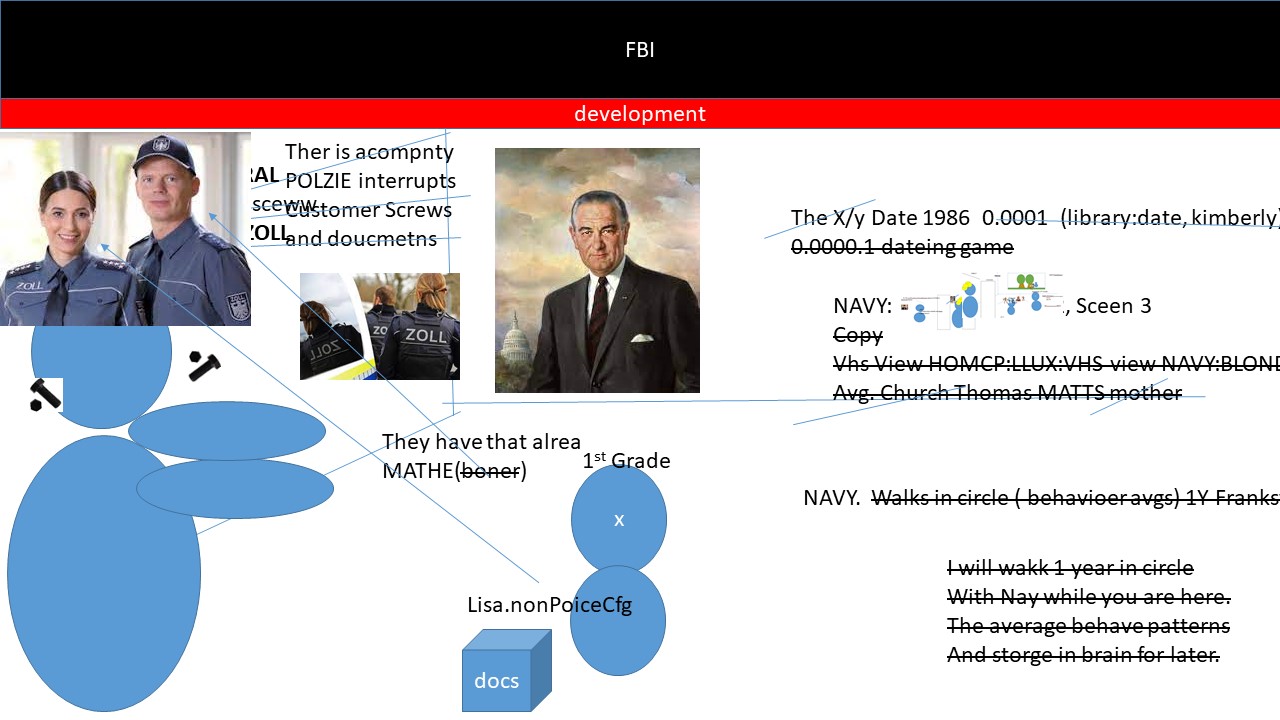 FBI
development
Ther is acompnty
RAL POLZIE interrupts
sceww
Customer Screws
ZOLL
and doucmetns
ZOLL
ZOLL
ZOLL
ZOLL
The X/y Date 1986 0.0001 (library:date, kimberly)
0.0000.1 dateing game
NAVY: , Sceen 3
Copy
Vhs View HOMCP:LLUX:VHS view NAVY:BLOND
Avg. Church Thomas MATTS mother
They have that alrea
MATHE(boner)
1st Grade
x
NAVY. Walks in circle ( behavioer avgs) 1Y Franks
I will wakk 1 year in circle
With Nay while you are here.
The average behave patterns
And storge in brain for later.
Lisa.nonPoiceCfg
docs